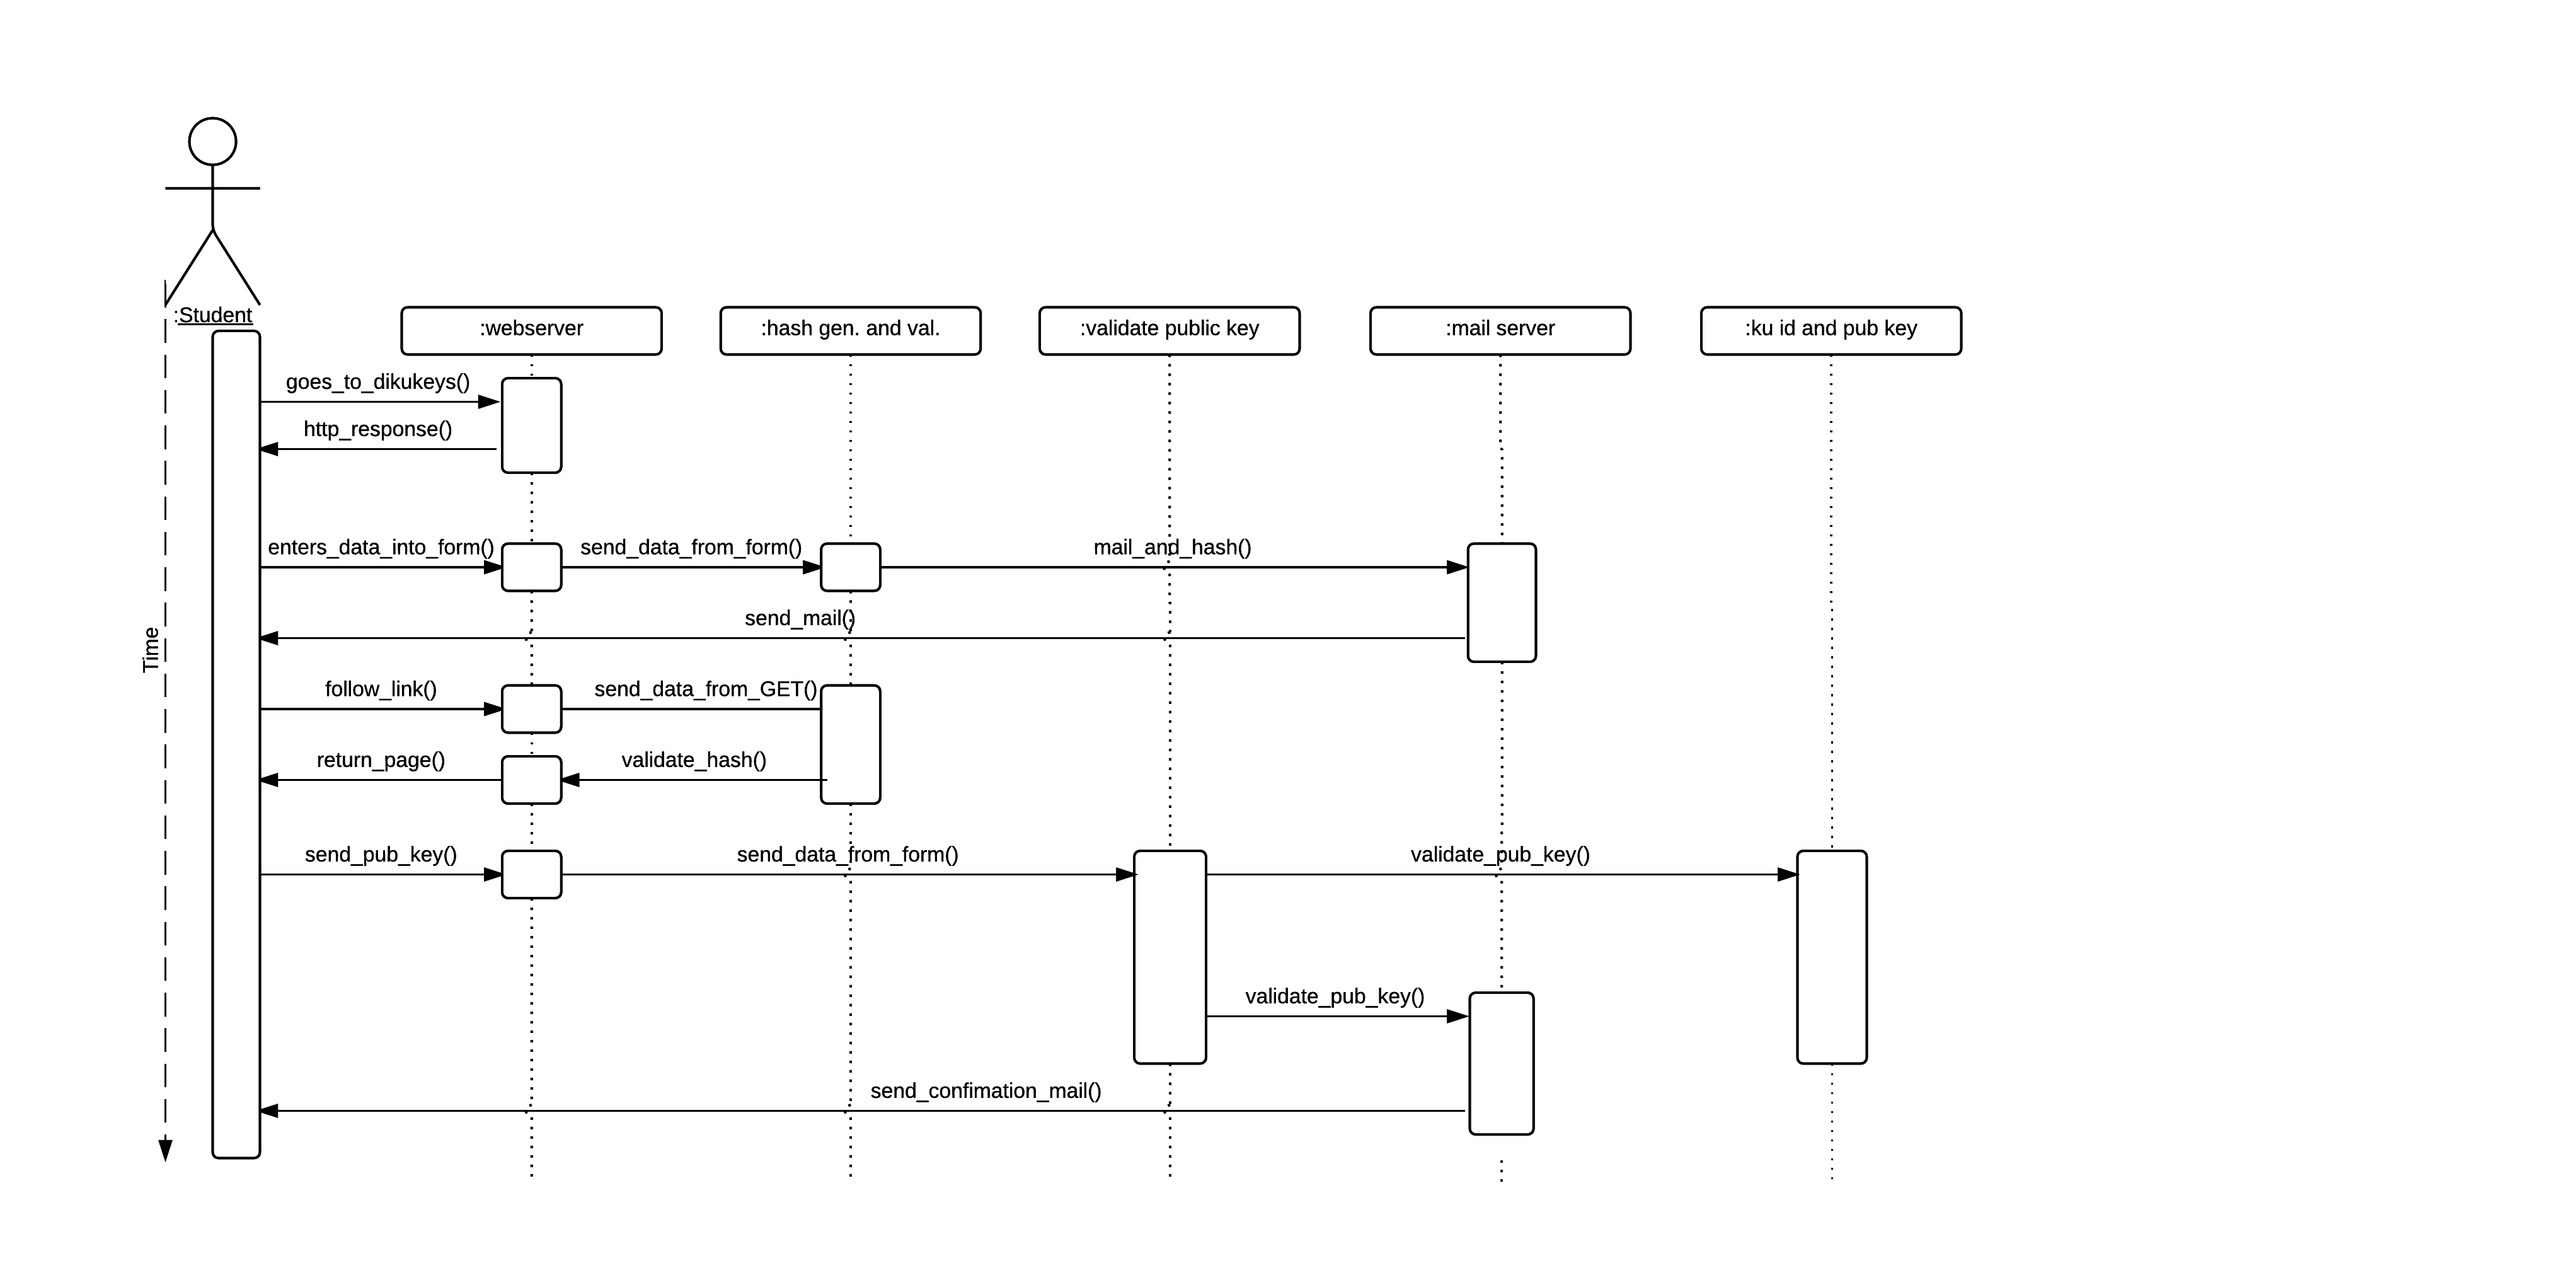 :Student
:webserver
:hash gen. and val.
:validate public key
:mail server
:ku id and pub key
goes_to_dikukeys()
http_response()
enters_data_into_form()
send_data_from_form()
mail_and_hash()
send_mail()
Time
follow_link()
send_data_from_GET()
return_page()
validate_hash()
send_pub_key()
send_data_from_form()
validate_pub_key()
validate_pub_key()
send_confimation_mail()